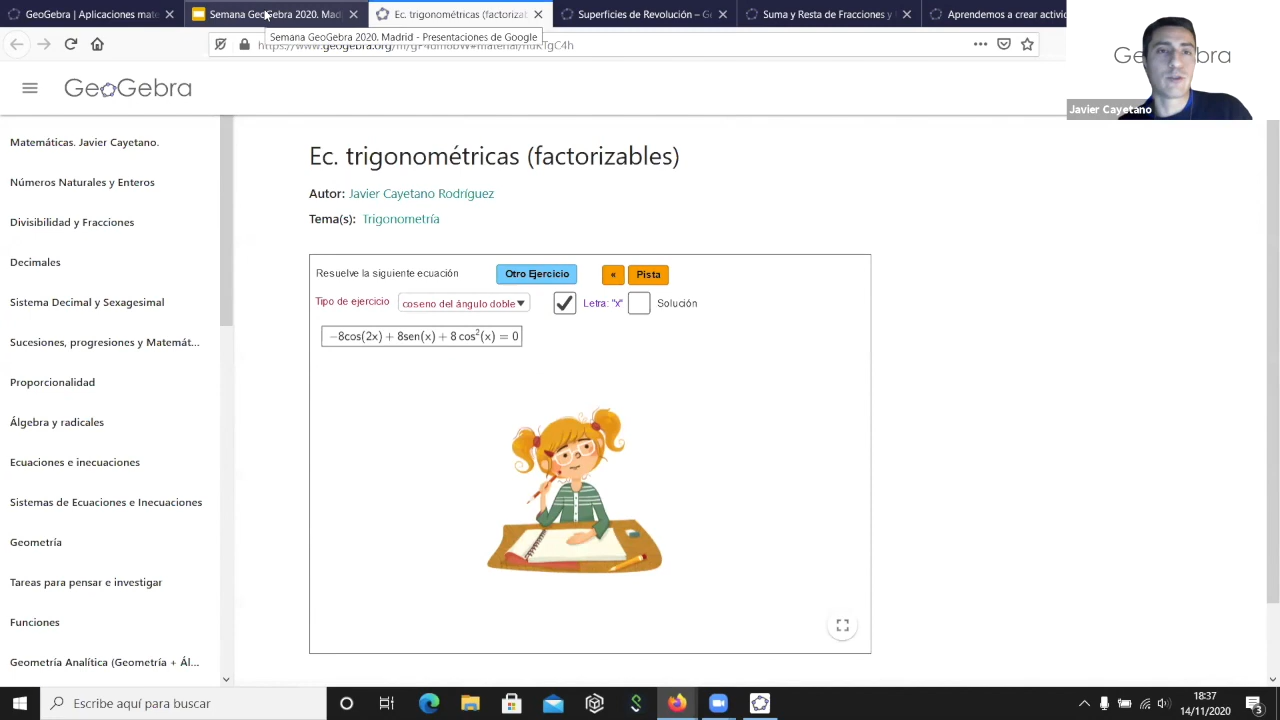 GeoGebra | Aplicaciones mate
Semana GeoGebra 2020. Mad
Ec. trigonométricas (factorizab
Superficies de Revolución – Ge
Suma y Resta de Fracciones y
Aprendemos a crear activid
Semana GeoGebra 2020. Madrid - Presentaciones de Google
GeoGebra
Javier Cayetano
Matemáticas. Javier Cayetano.
Números Naturales y Enteros
Divisibilidad y Fracciones
Decimales
Sistema Decimal y Sexagesimal
Sucesiones, progresiones y Matemát...
Proporcionalidad
Álgebra y radicales
Ecuaciones e inecuaciones
Sistemas de Ecuaciones e Inecuaciones
Geometría
Tareas para pensar e investigar
Funciones
Geometría Analítica (Geometría + Ál...
Ec. trigonométricas (factorizables)
Autor: Javier Cayetano Rodríguez
Tema(s): Trigonometría
Resuelve la siguiente ecuación Otro Ejercicio « Pista
Tipo de ejercicio coseno del ángulo doble Letra: "x" Solución
−8cos(2x) + 8sen(x) + 8 cos²(x) = 0
Escribe aquí para buscar
18:37
14/11/2020
3